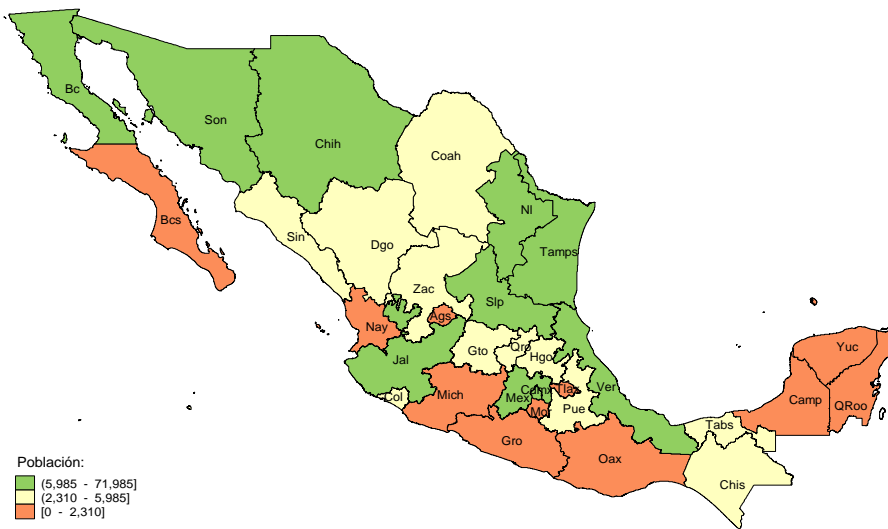 Bc
Son
Chih
Coah
Bcs
Nl
Sin
Dgo
Tamps
Zac
Slp
Nay
Ags
Jal
Gto
Qro
Hgo
Yuc
Col
Mich
Mex
Cdmx
Tlax
Ver
Mo
Pue
Camp
QRoo
Gro
Oax
Tabs
Chis
Población:
(5,985 - 71,985]
(2,310 - 5,985]
[0 - 2,310]